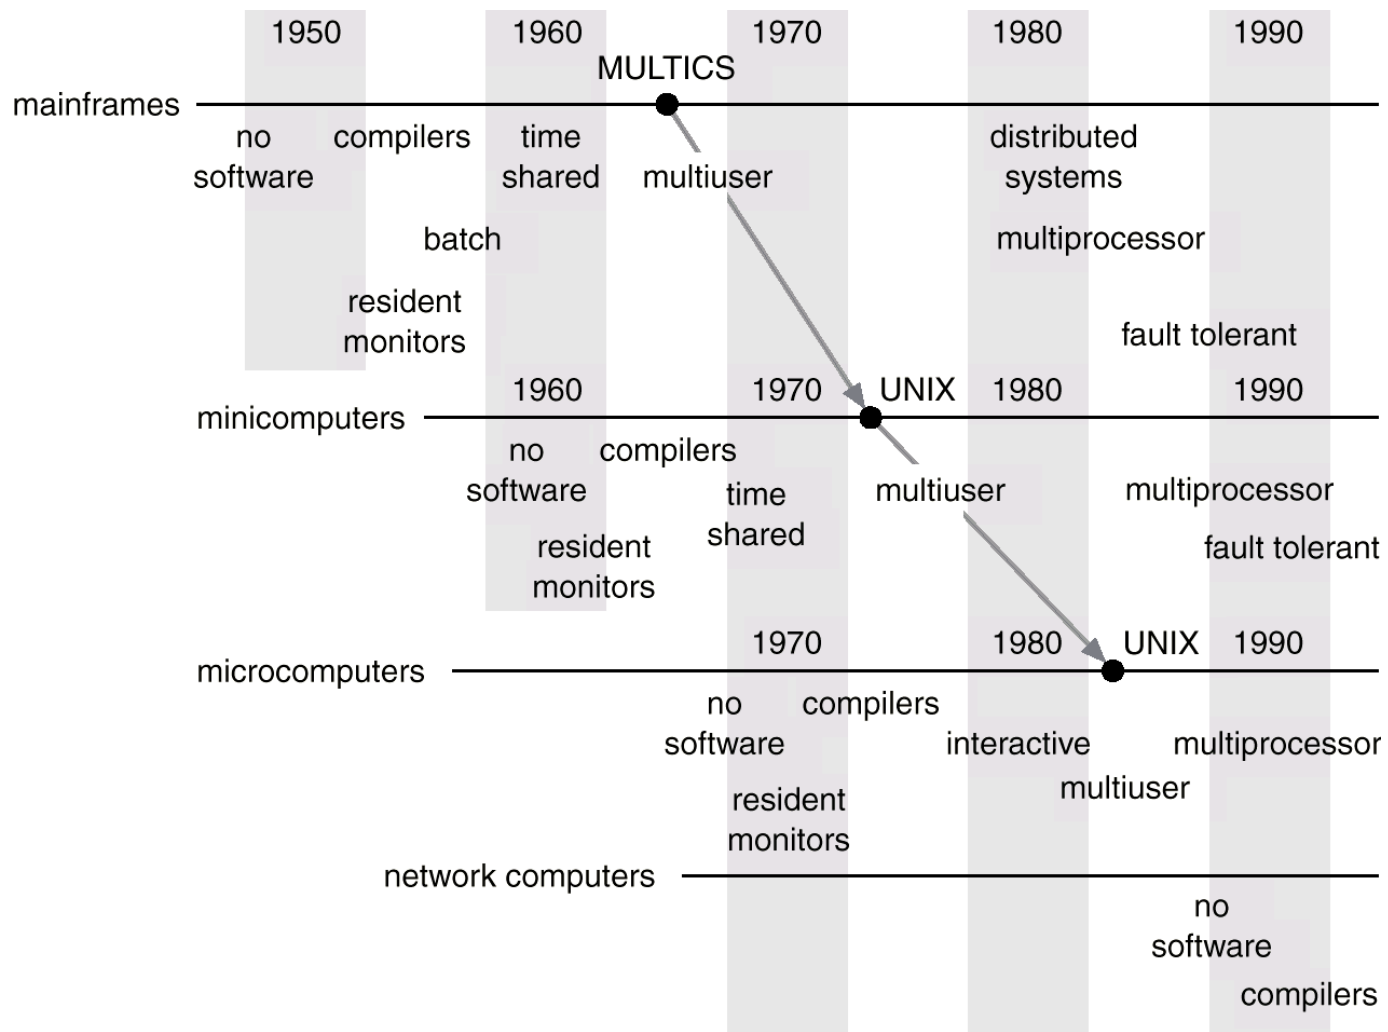 1950 1960 1970 1980 1990
MULTICS
mainframes
no compilers time distributed
software shared multiuser systems
batch multiprocessor
resident
monitors
fault tolerant
1960 1970 UNIX 1980 1990
minicomputers
no compilers
software time multiuser multiprocessor
shared
resident fault tolerant
monitors
1970 1980 UNIX 1990
microcomputers
no compilers
software interactive multiprocessor
multiuser
resident
monitors
network computers
no
software
compilers